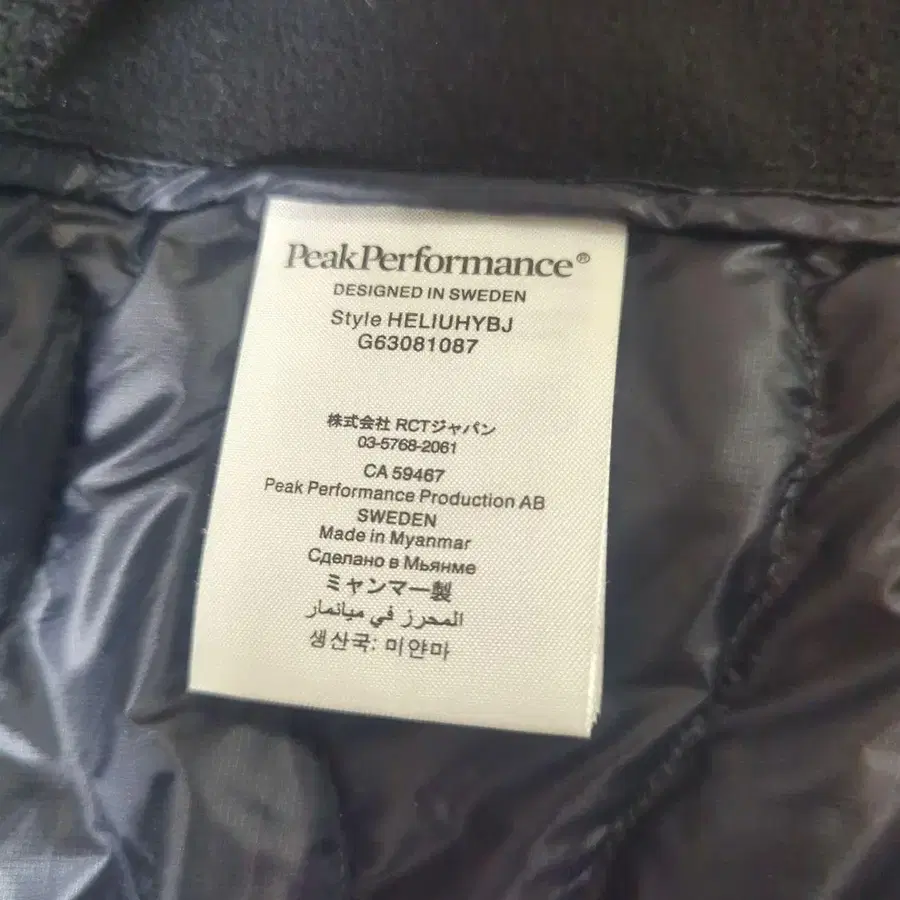 PeakPerformance®
DESIGNED IN SWEDEN
Style HELIUHYBJ
G63081087
株式会社 RCTジャパン
03-5768-2061
CA 59467
Peak Performance Production AB
SWEDEN
Made in Myanmar
Сделано в Мьянме
ミャンマー製
المحرز في ميانمار
생산국: 미얀마